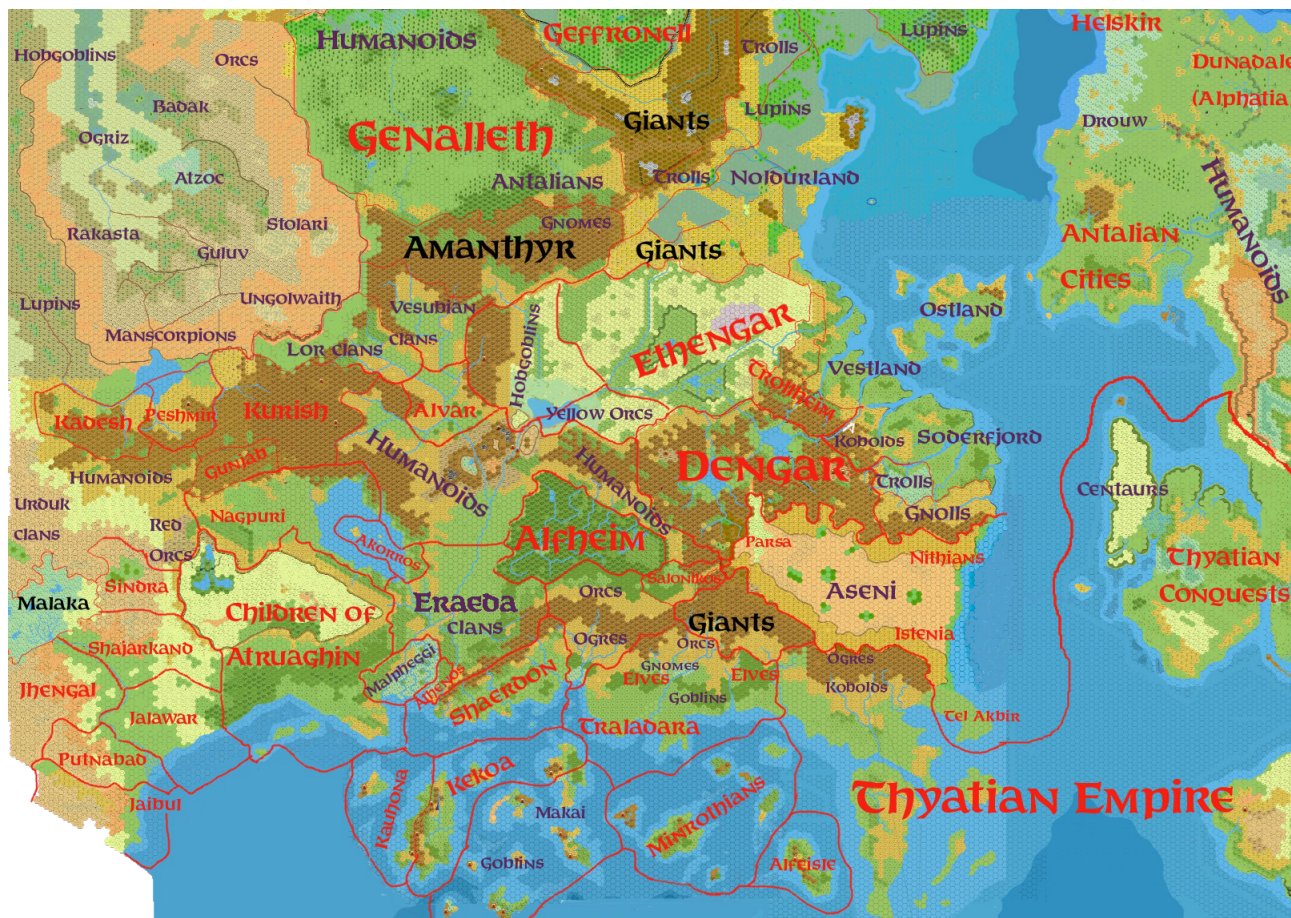 Humanoids
Geffronell
Lupins
Helskir
Hobgoblins
Orcs
Trolls
Dunadale
(Alphatia)
Badak
Lupins
Giants
Drouw
Ogriz
Genalleth
Atzoc
Antalians
Trolls
Noldurland
Humanoids
Stolari
Gnomes
Rakasta
Guluv
Amanthyr
Giants
Antalian
Cities
Lupins
Ungolwaith
Vesubian
clans
Manscorpions
Ostland
Lor clans
Hobgoblins
Ethengar
Vestland
Trollheim
Kadesh
Peshmir
Kurish
Alvar
Yellow Orcs
Kobolds
Soderfjord
Humanoids
Gunjab
Humanoids
Humanoids
Dengar
Trolls
Centaurs
Urduk
clans
Nagpuri
Gnolls
Red
Orcs
Akorros
Alfheim
Parsa
Nithians
Thyatian
Conquests
Sindra
Salonikos
Malaka
Children of
Atruaghin
Eraeda
clans
Orcs
Aseni
Giants
Shajarkand
Malpheggi
Athenos
Shaerdon
Ogres
Orcs
Istenia
Jhengal
Gnomes
Elves
Elves
Ogres
Kobolds
Jalawar
Goblins
Traladara
Tel Akbir
Putnabad
Jaibul
Rauhona
Kekoa
Makai
Minrothians
Thyatian Empire
Goblins
Alfeisle